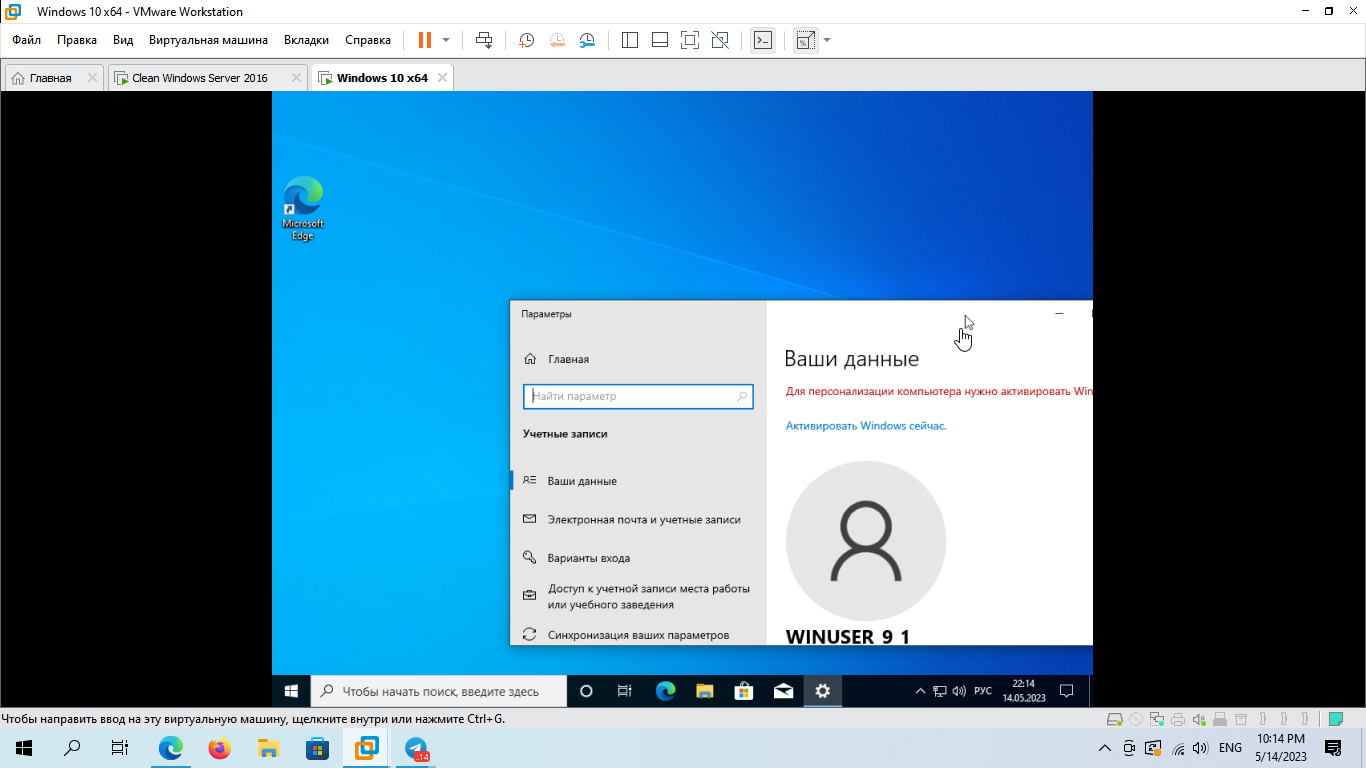 Windows 10 x64 - VMware Workstation
Файл Правка Вид Виртуальная машина Вкладки Справка
Главная Clean Windows Server 2016 Windows 10 x64
Microsoft
Edge
Параметры
Главная
Найти параметр
Учетные записи
Ваши данные
Электронная почта и учетные записи
Варианты входа
Доступ к учетной записи места работы
или учебного заведения
Синхронизация ваших параметров
Ваши данные
Для персонализации компьютера нужно активировать Win
Активировать Windows сейчас.
WINUSER_9_1
Чтобы начать поиск, введите здесь
РУС
22:14
14.05.2023
Чтобы направить ввод на эту виртуальную машину, щелкните внутри или нажмите Ctrl+G.
..14
ENG
10:14 PM
5/14/2023